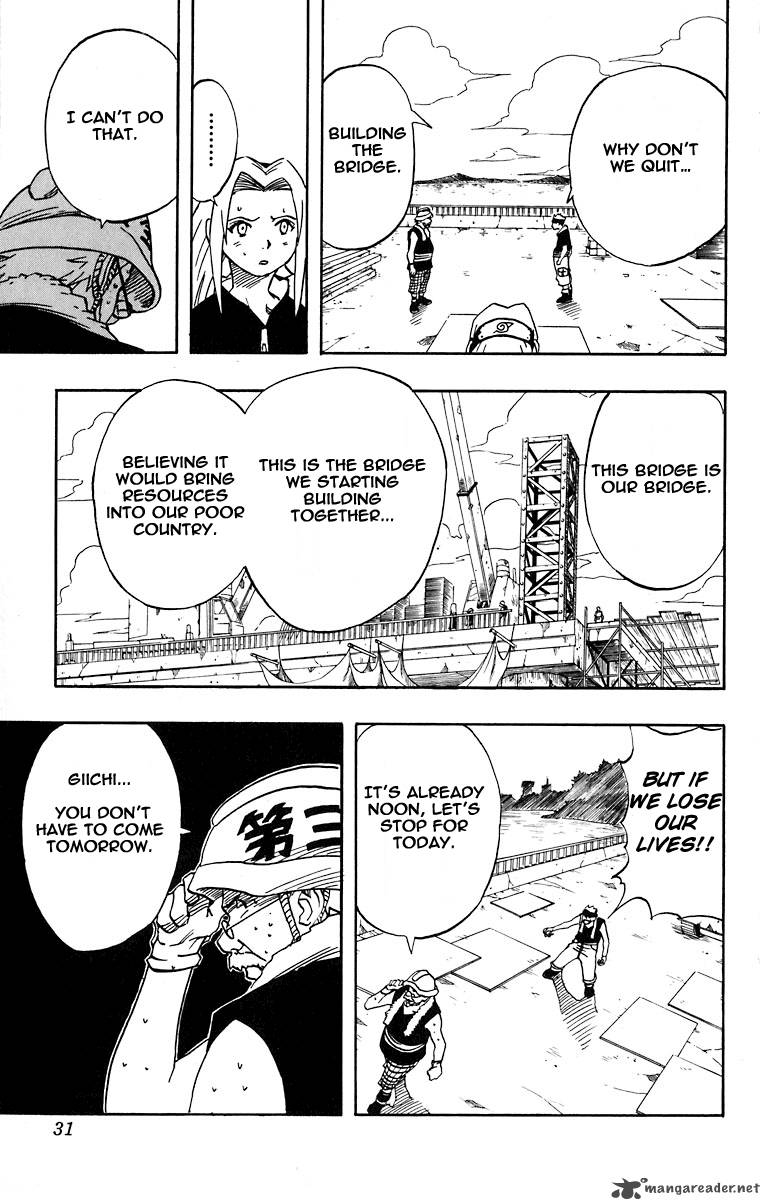 WHY DON'T
WE QUIT...
BUILDING
THE
BRIDGE.
.........
I CAN'T DO
THAT.
THIS BRIDGE IS
OUR BRIDGE.
THIS IS THE BRIDGE
WE STARTING
BUILDING
TOGETHER...
BELIEVING IT
WOULD BRING
RESOURCES
INTO OUR POOR
COUNTRY.
BUT IF
WE LOSE
OUR
LIVES!!
IT'S ALREADY
NOON, LET'S
STOP FOR
TODAY.
GIICHI...
YOU DON'T
HAVE TO COME
TOMORROW.
第三
31
mangareader.net